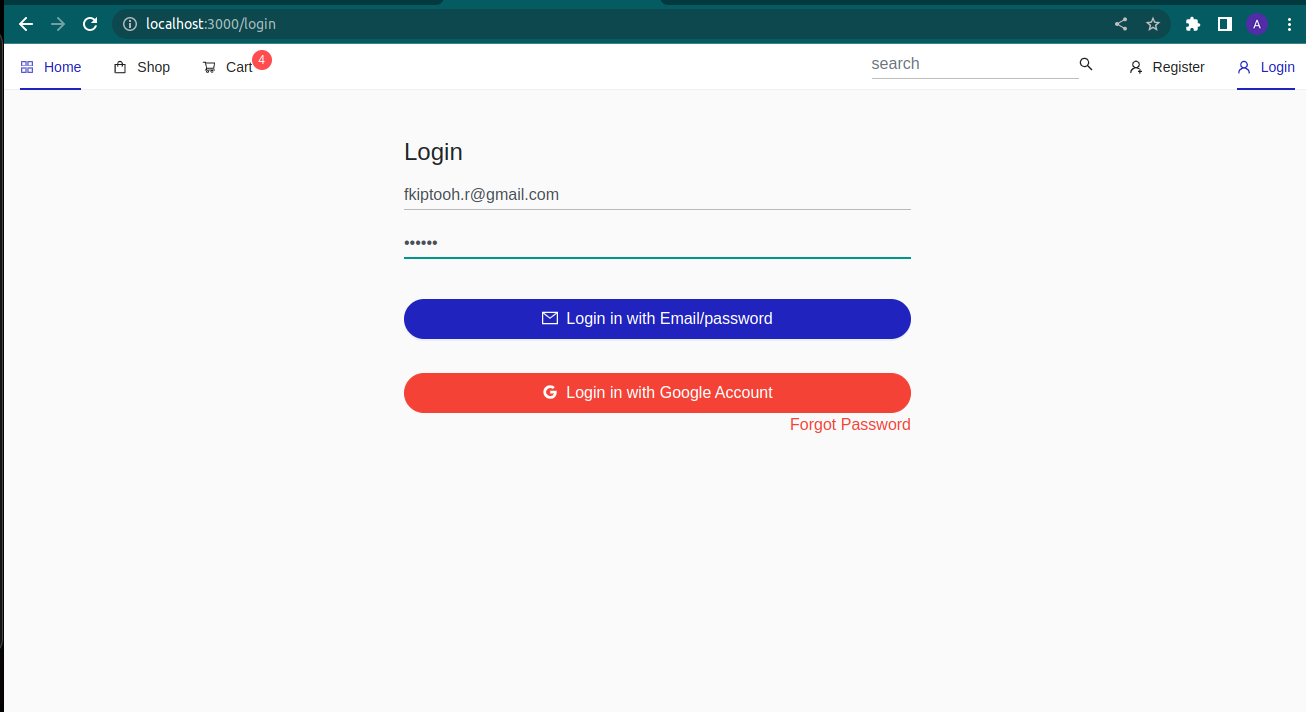 localhost:3000/login
A
Home
Shop
Cart
4
search
Register
Login
Login
fkiptooh.r@gmail.com
••••••
Login in with Email/password
Login in with Google Account
Forgot Password